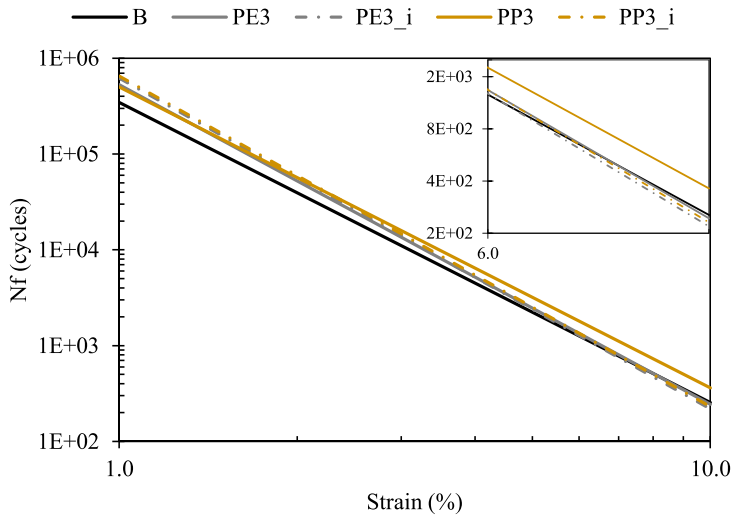 B PE3 PE3_i PP3 PP3_i
1E+06
1E+05
1E+04
1E+03
1E+02
Nf (cycles)
1.0 10.0
Strain (%)
2E+03
8E+02
4E+02
2E+02
6.0